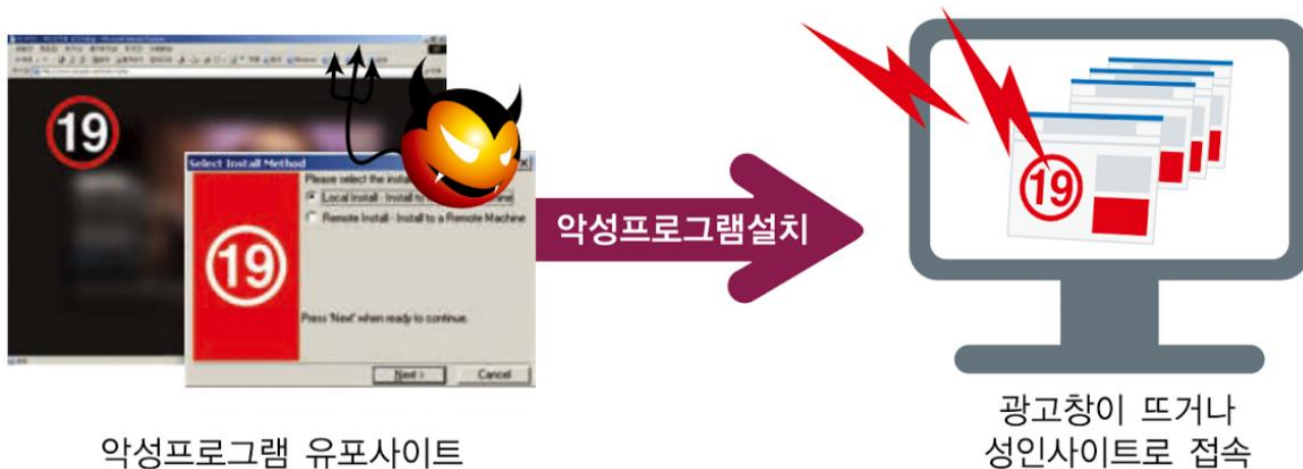 19
Select Install Method
Please select the insta
Local Install - Install to
Remote Install - Install to a Remote Machine
19
Press 'Next' when ready to continue.
Next >
Cancel
악성프로그램설치
19
악성프로그램 유포사이트
광고창이 뜨거나
성인사이트로 접속